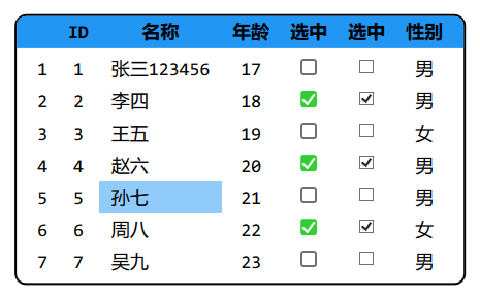 ID 名称 年龄 选中 选中 性别
1 1 张三123456 17 男
2 2 李四 18 男
3 3 王五 19 女
4 4 赵六 20 男
5 5 孙七 21 男
6 6 周八 22 女
7 7 吴九 23 男